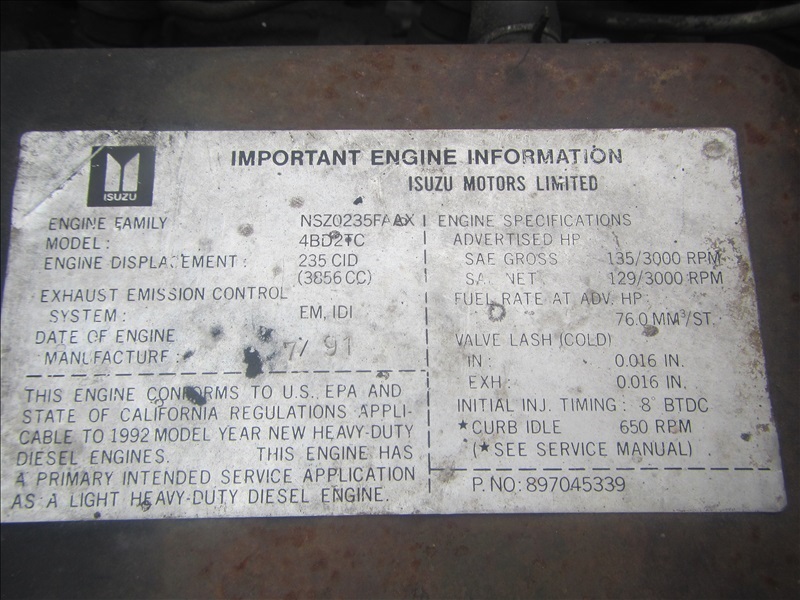 ISUZU
IMPORTANT ENGINE INFORMATION
ISUZU MOTORS LIMITED
ENGINE FAMILY NSZ0235FAAX
MODEL: 4BD2TC
ENGINE DISPLACEMENT: 235 CID
(3856 CC)
EXHAUST EMISSION CONTROL
SYSTEM: EM, IDI
DATE OF ENGINE
MANUFACTURE: 7/ 91
THIS ENGINE CONFORMS TO U.S. EPA AND
STATE OF CALIFORNIA REGULATIONS APPLI-
CABLE TO 1992 MODEL YEAR NEW HEAVY-DUTY
DIESEL ENGINES. THIS ENGINE HAS
A PRIMARY INTENDED SERVICE APPLICATION
AS A LIGHT HEAVY-DUTY DIESEL ENGINE.
ENGINE SPECIFICATIONS
ADVERTISED HP
SAE GROSS 135/3000 RPM
SAE NET 129/3000 RPM
FUEL RATE AT ADV. HP:
76.0 MM³/ST.
VALVE LASH (COLD)
IN: 0.016 IN.
EXH: 0.016 IN.
INITIAL INJ. TIMING: 8° BTDC
★CURB IDLE 650 RPM
(★SEE SERVICE MANUAL)
P. NO: 897045339